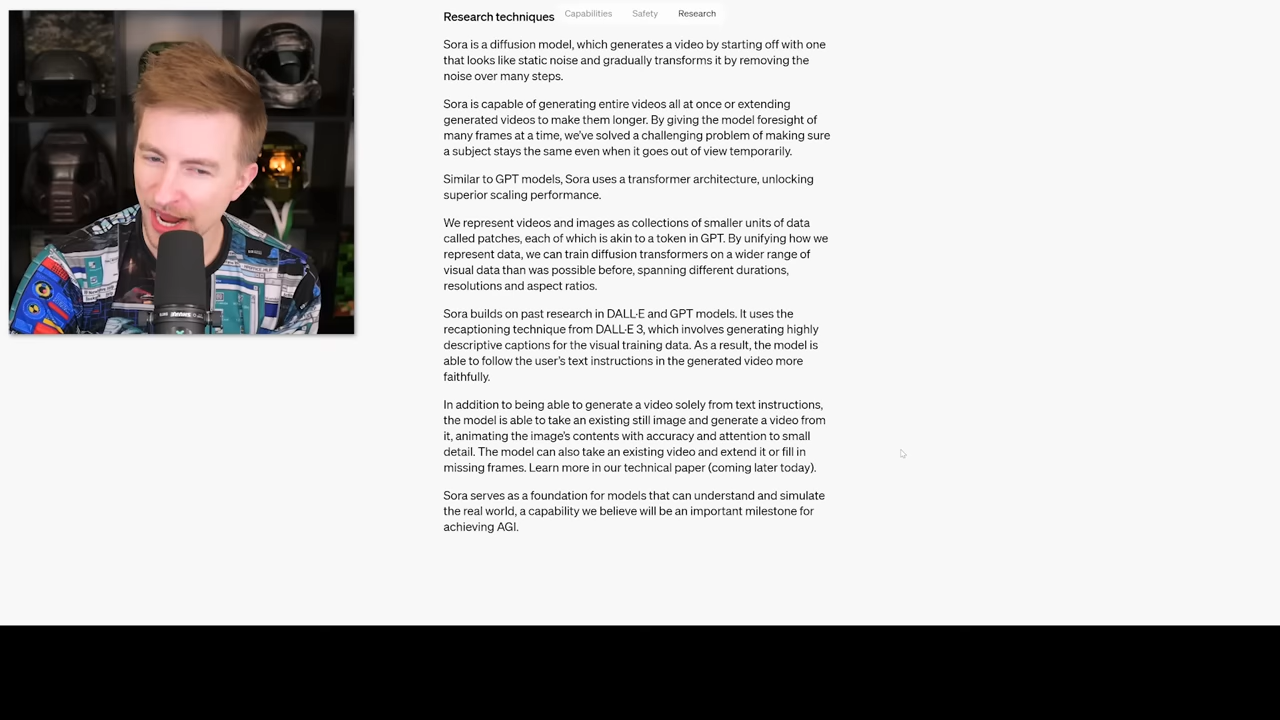 Research techniques
Capabilities
Safety
Research
Sora is a diffusion model, which generates a video by starting off with one
that looks like static noise and gradually transforms it by removing the
noise over many steps.
Sora is capable of generating entire videos all at once or extending
generated videos to make them longer. By giving the model foresight of
many frames at a time, we’ve solved a challenging problem of making sure
a subject stays the same even when it goes out of view temporarily.
Similar to GPT models, Sora uses a transformer architecture, unlocking
superior scaling performance.
We represent videos and images as collections of smaller units of data
called patches, each of which is akin to a token in GPT. By unifying how we
represent data, we can train diffusion transformers on a wider range of
visual data than was possible before, spanning different durations,
resolutions and aspect ratios.
Sora builds on past research in DALL·E and GPT models. It uses the
recaptioning technique from DALL·E 3, which involves generating highly
descriptive captions for the visual training data. As a result, the model is
able to follow the user’s text instructions in the generated video more
faithfully.
In addition to being able to generate a video solely from text instructions,
the model is able to take an existing still image and generate a video from
it, animating the image’s contents with accuracy and attention to small
detail. The model can also take an existing video and extend it or fill in
missing frames. Learn more in our technical paper (coming later today).
Sora serves as a foundation for models that can understand and simulate
the real world, a capability we believe will be an important milestone for
achieving AGI.